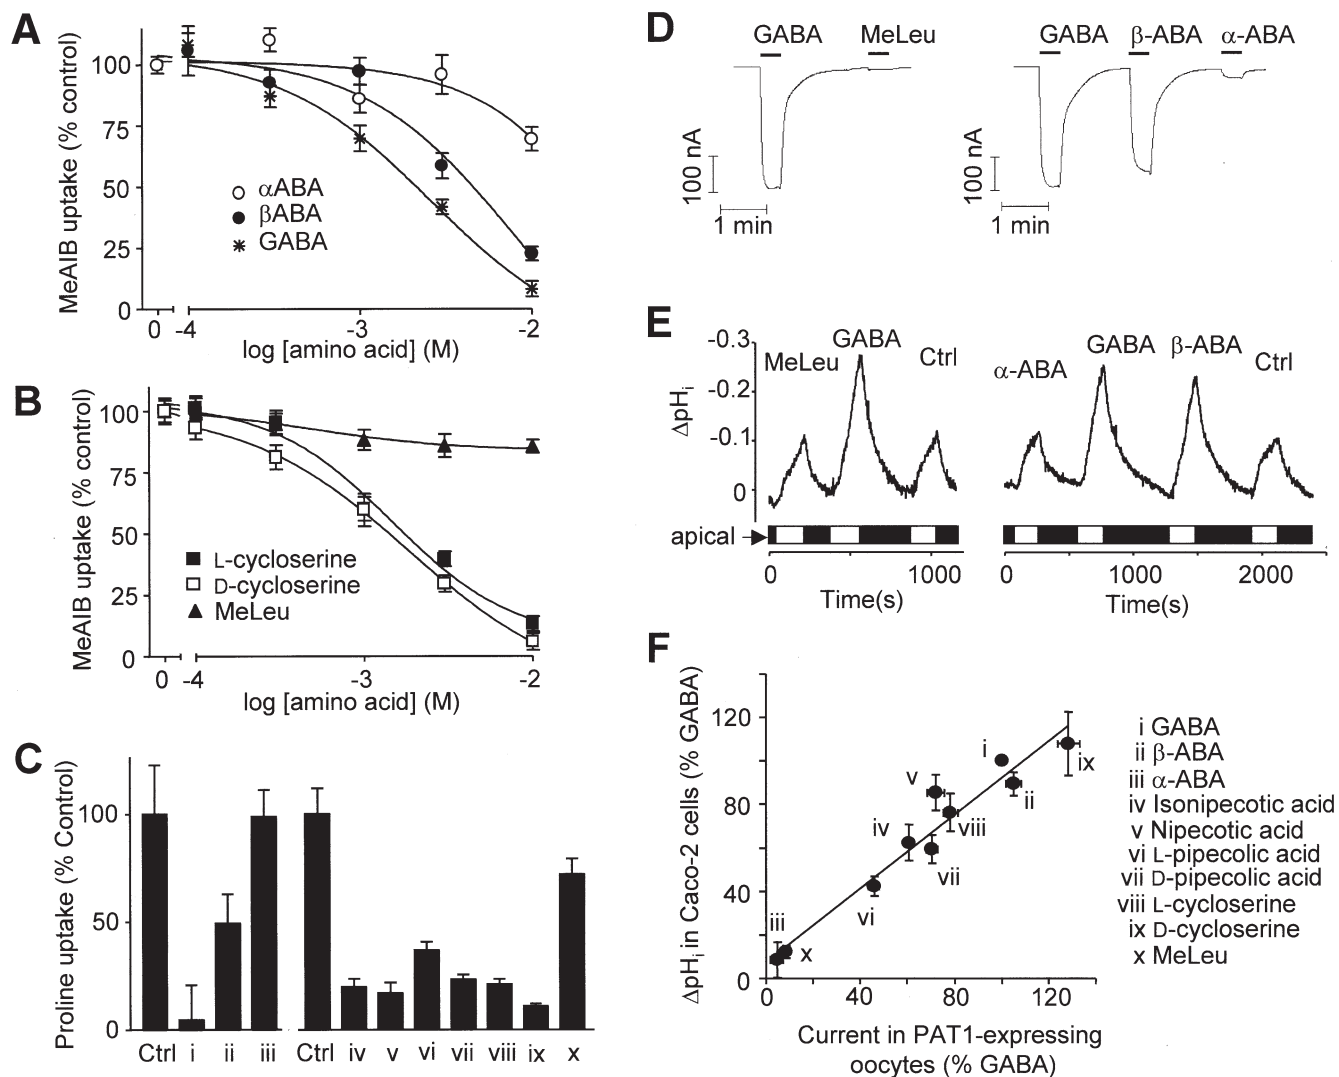 A
MeAIB uptake (% control)
100
75
50
25
0
αABA
βABA
GABA
0 -4 -3 -2
log [amino acid] (M)
B
MeAIB uptake (% control)
100
75
50
25
0
L-cycloserine
D-cycloserine
MeLeu
0 -4 -3 -2
log [amino acid] (M)
C
Proline uptake (% Control)
100
50
0
Ctrl i ii iii Ctrl iv v vi vii viii ix x
D
GABA MeLeu
100 nA
1 min
GABA β-ABA α-ABA
100 nA
1 min
E
ΔpHi
-0.3
-0.2
-0.1
0
MeLeu GABA Ctrl
α-ABA GABA β-ABA Ctrl
apical
0 1000
Time(s)
0 1000 2000
Time(s)
F
ΔpHi in Caco-2 cells (% GABA)
120
80
40
0
i
ix
v
ii
viii
iv
vii
vi
iii
x
0 40 80 120
Current in PAT1-expressing
oocytes (% GABA)
i GABA
ii β-ABA
iii α-ABA
iv Isonipecotic acid
v Nipecotic acid
vi L-pipecolic acid
vii D-pipecolic acid
viii L-cycloserine
ix D-cycloserine
x MeLeu